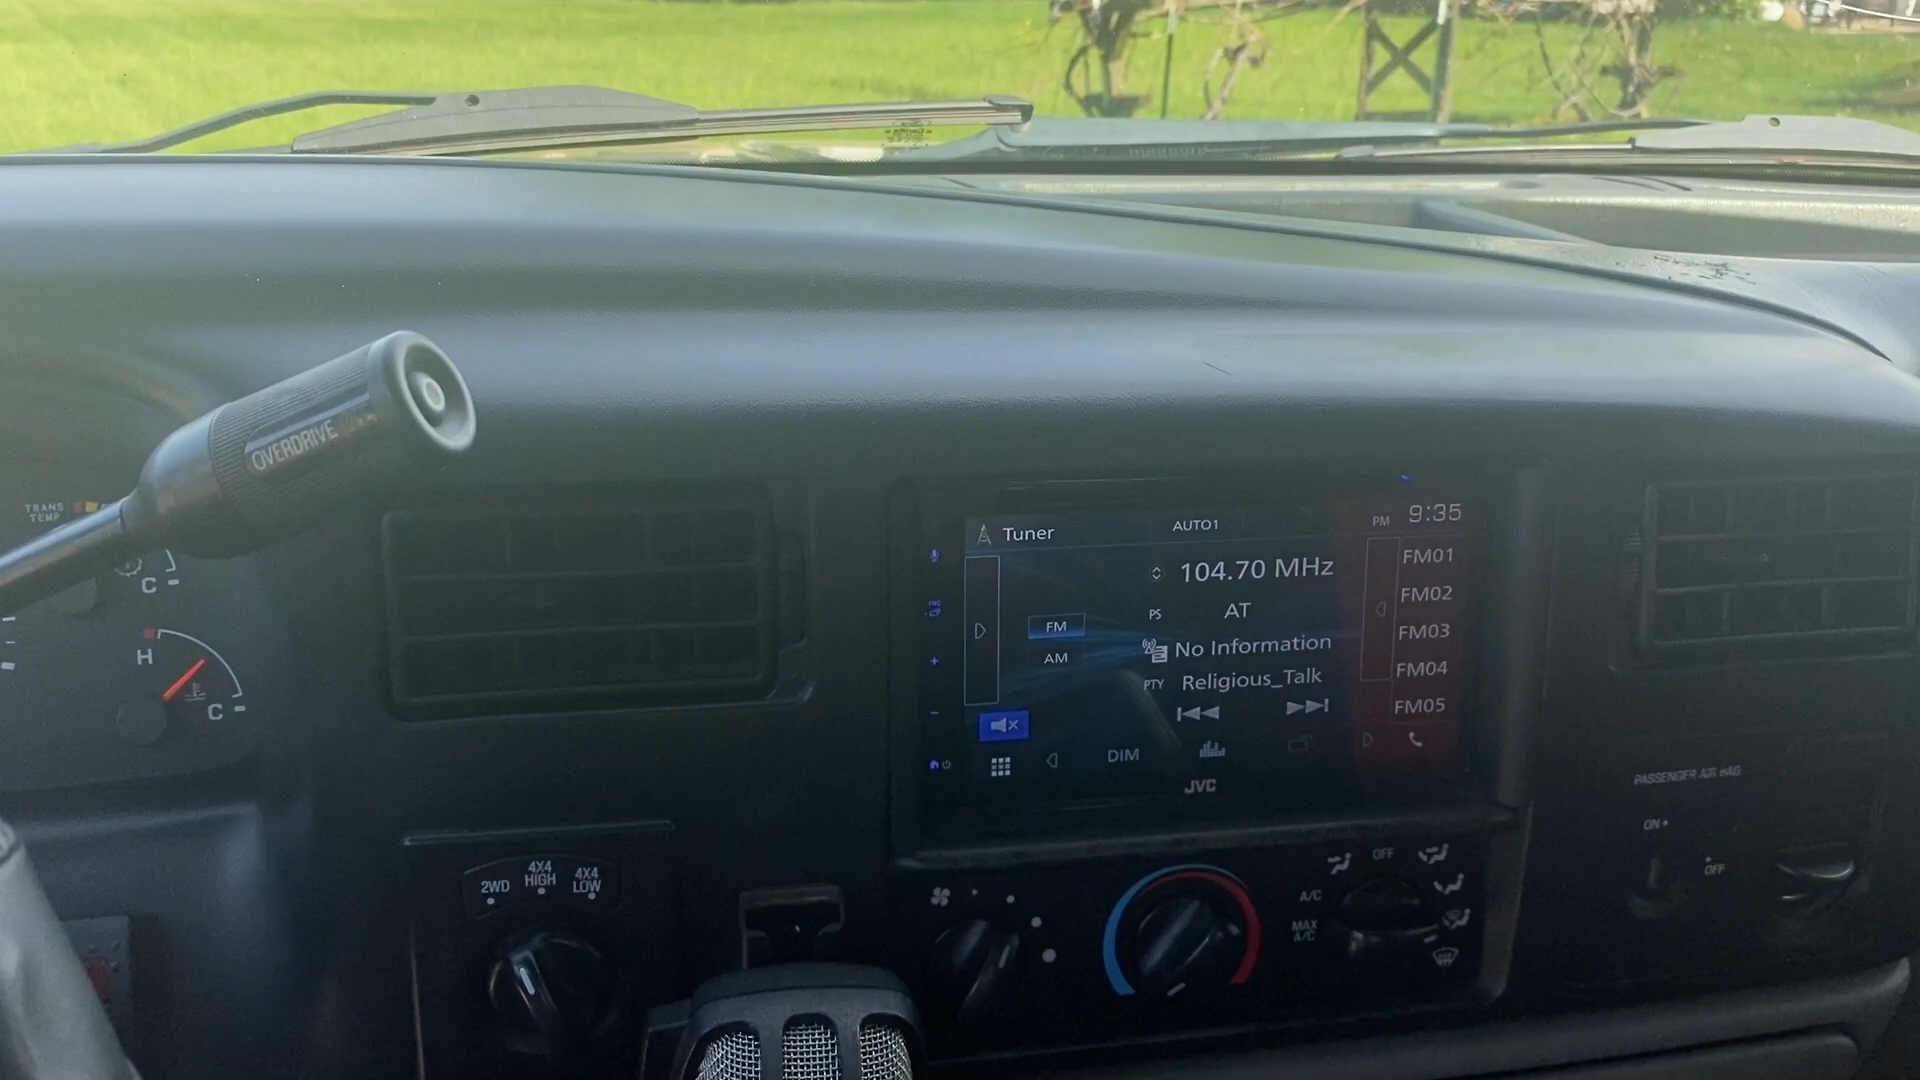 OVERDRIVE
TRANS
TEMP
C
H
C
Tuner
AUTO1
PM 9:35
104.70 MHz
PS AT
No Information
PTY Religious_Talk
FM
AM
FM01
FM02
FM03
FM04
FM05
DIM
JVC
FNC
2WD
4X4
HIGH
4X4
LOW
OFF
A/C
MAX
A/C
PASSENGER AIR BAG
ON
OFF